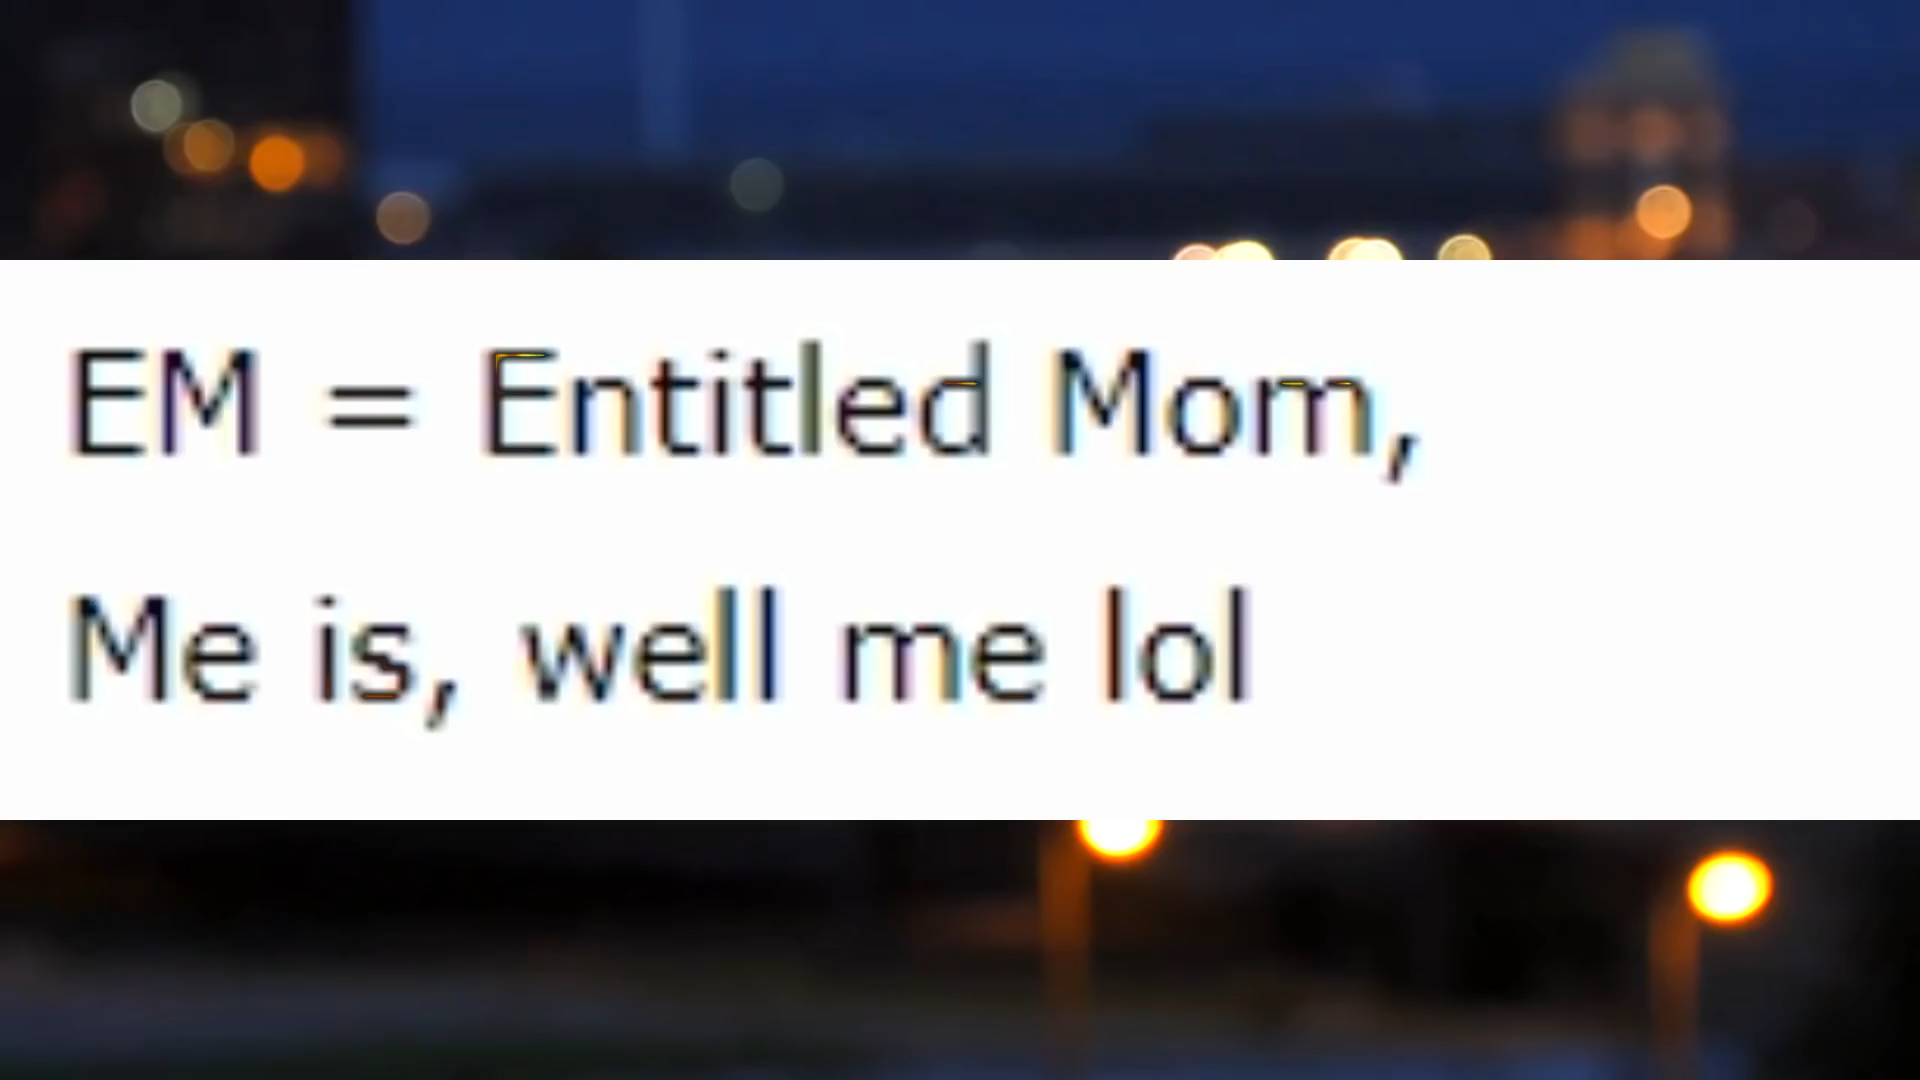 EM = Entitled Mom,
Me is, well me lol